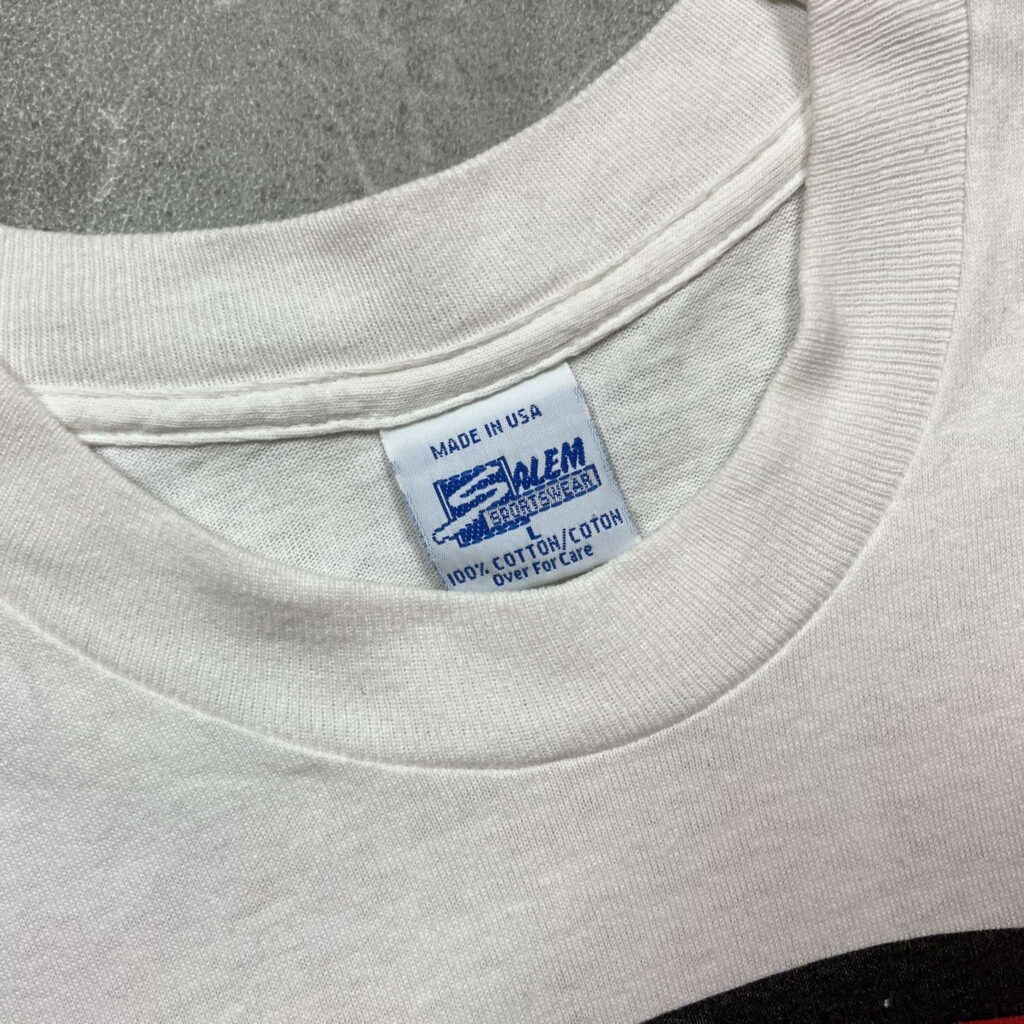 MADE IN USA
SALEM
SPORTSWEAR
L
100% COTTON/COTON
Over For Care